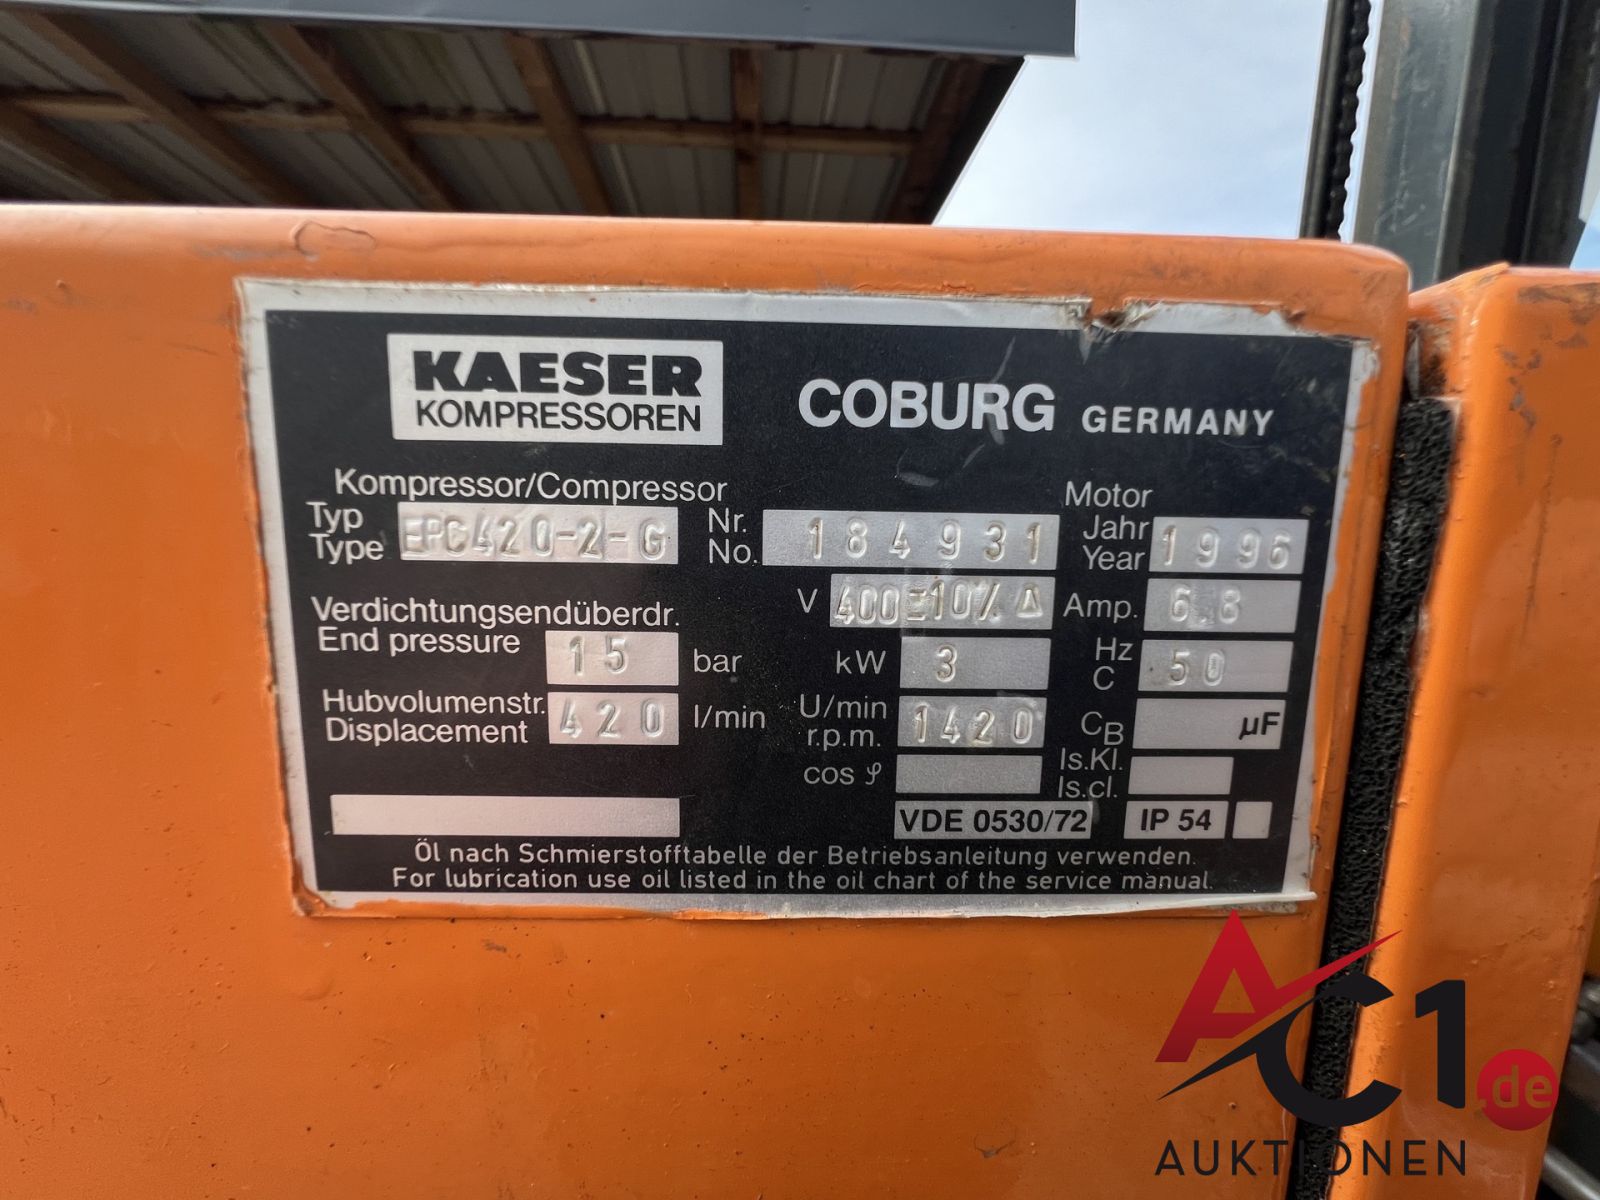 KAESER
KOMPRESSOREN
COBURG GERMANY
Kompressor/Compressor
Typ
Type
EPC420-2-G
Nr.
No.
184931
Motor
Jahr
Year
1996
Verdichtungsendüberdr.
End pressure
15 bar
V 400±10% Δ
Amp. 6.8
kW 3
Hz
C
50
Hubvolumenstr.
Displacement
420 l/min
U/min
r.p.m.
1420
CB µF
cos φ
Is.Kl.
Is.cl.
VDE 0530/72
IP 54
Öl nach Schmierstofftabelle der Betriebsanleitung verwenden.
For lubrication use oil listed in the oil chart of the service manual.
AC1.de
AUKTIONEN